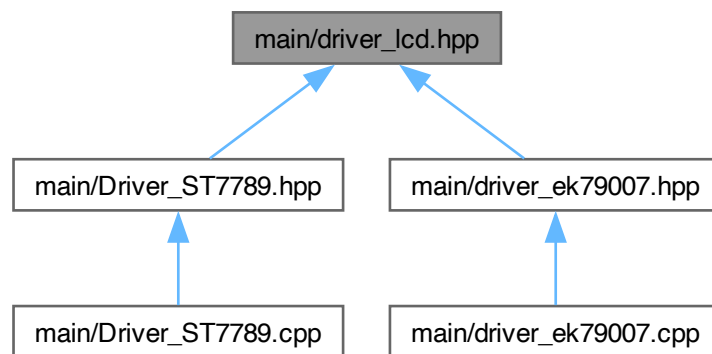 main/driver_lcd.hpp
main/Driver_ST7789.hpp
main/driver_ek79007.hpp
main/Driver_ST7789.cpp
main/driver_ek79007.cpp